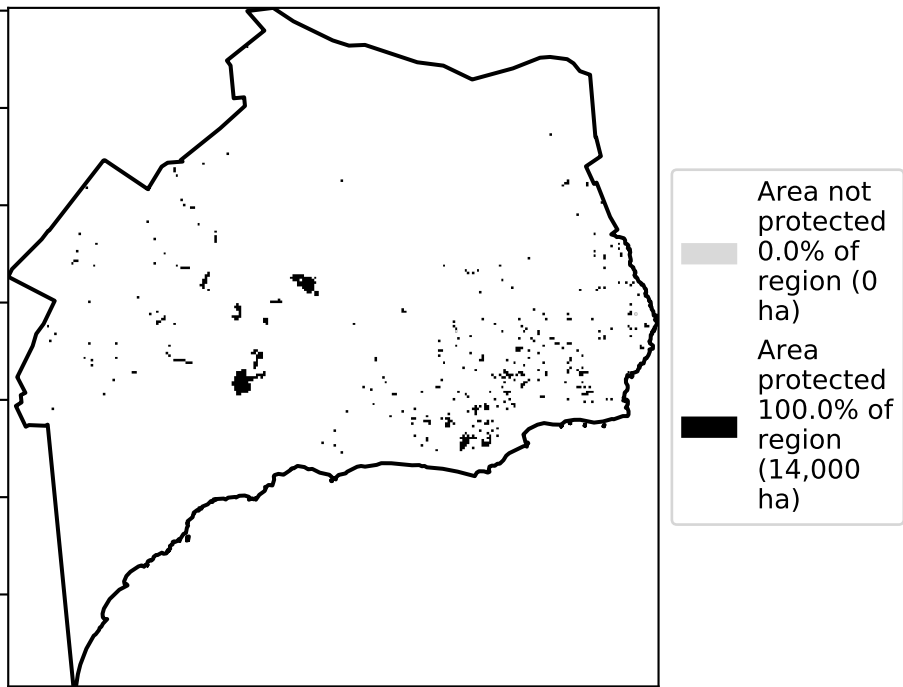 Area not
protected
0.0% of
region (0
ha)
Area
protected
100.0% of
region
(14,000
ha)